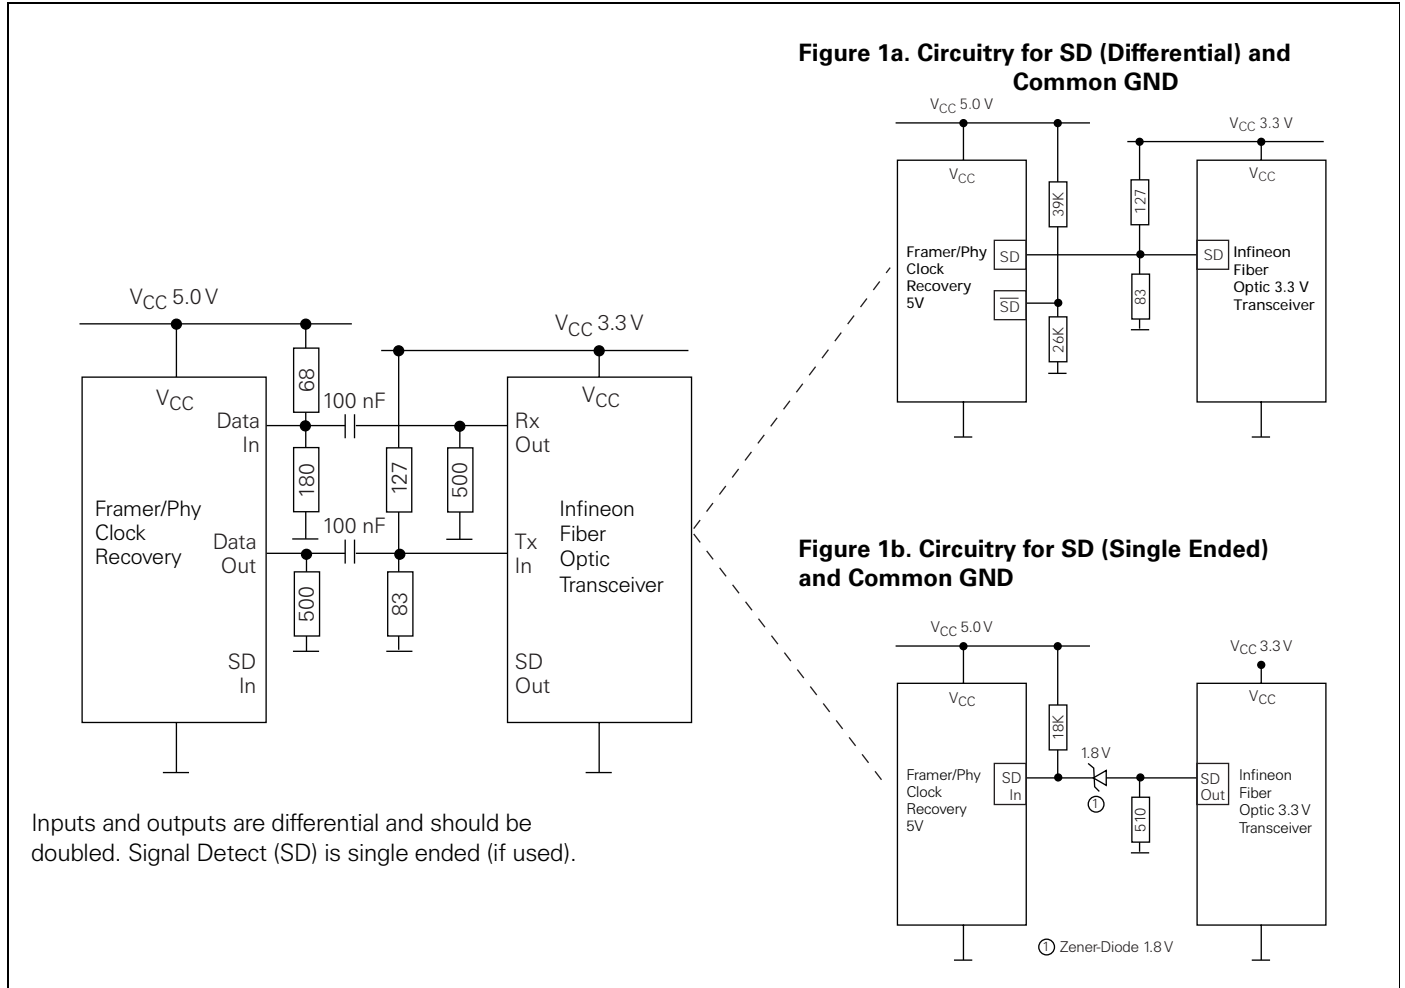 Figure 1a. Circuitry for SD (Differential) and
Common GND
VCC 5.0 V
VCC 3.3 V
VCC
VCC
39K
127
Framer/Phy
Clock
Recovery
5V
SD
SD
Infineon
Fiber
Optic 3.3 V
Transceiver
S̅D̅
83
26K
VCC 5.0 V
VCC 3.3 V
68
VCC
VCC
100 nF
Data
In
Rx
Out
180
127
500
Framer/Phy
Clock
Recovery
Infineon
Fiber
Optic
Transceiver
100 nF
Data
Out
Tx
In
500
83
SD
In
SD
Out
Inputs and outputs are differential and should be
doubled. Signal Detect (SD) is single ended (if used).
Figure 1b. Circuitry for SD (Single Ended)
and Common GND
VCC 5.0 V
VCC 3.3 V
VCC
VCC
18K
1.8 V
Framer/Phy
Clock
Recovery
5V
SD
In
①
510
SD
Out
Infineon
Fiber
Optic 3.3 V
Transceiver
① Zener-Diode 1.8 V